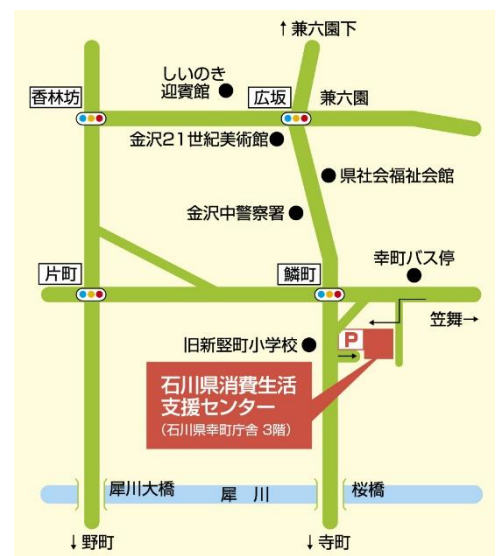 ↑兼六園下
しいのき
迎賓館
香林坊
広坂
兼六園
金沢21世紀美術館
県社会福祉会館
金沢中警察署
幸町バス停
片町
鱗町
笠舞→
旧新竪町小学校
P
石川県消費生活
支援センター
(石川県幸町庁舎 3階)
犀川大橋
犀 川
桜橋
↓野町
↓寺町